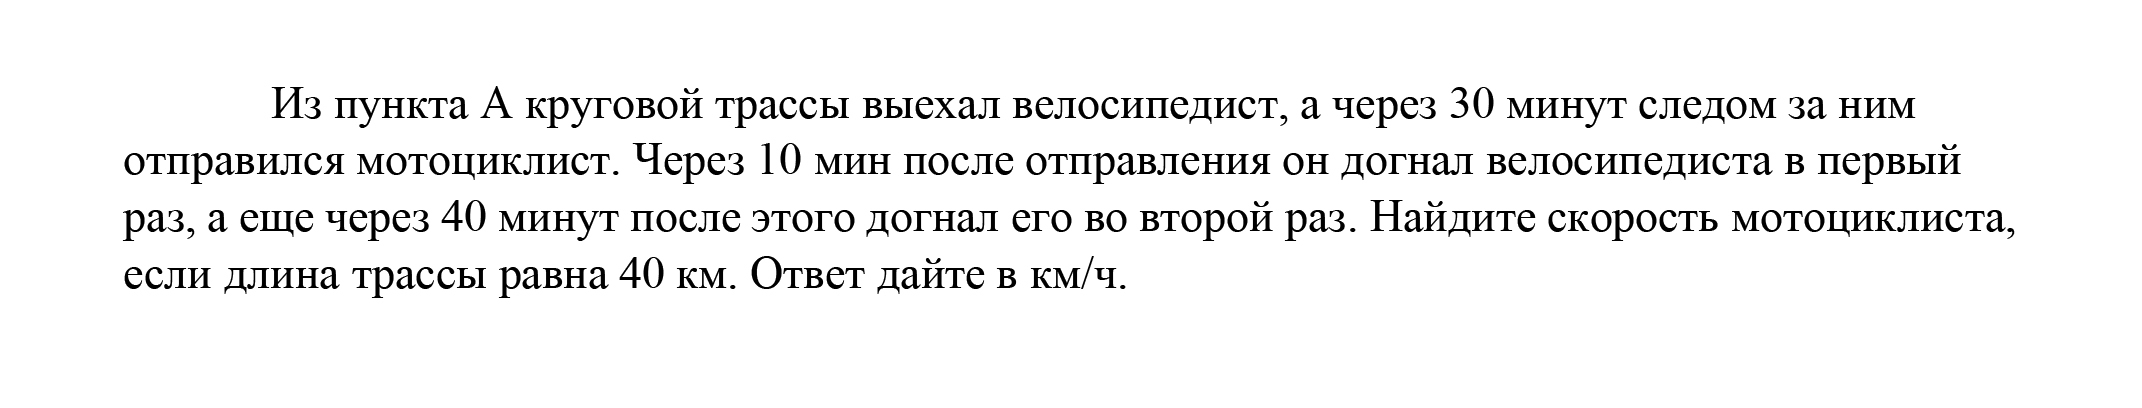 Из пункта А круговой трассы выехал велосипедист, а через 30 минут следом за ним
отправился мотоциклист. Через 10 мин после отправления он догнал велосипедиста в первый
раз, а еще через 40 минут после этого догнал его во второй раз. Найдите скорость мотоциклиста,
если длина трассы равна 40 км. Ответ дайте в км/ч.